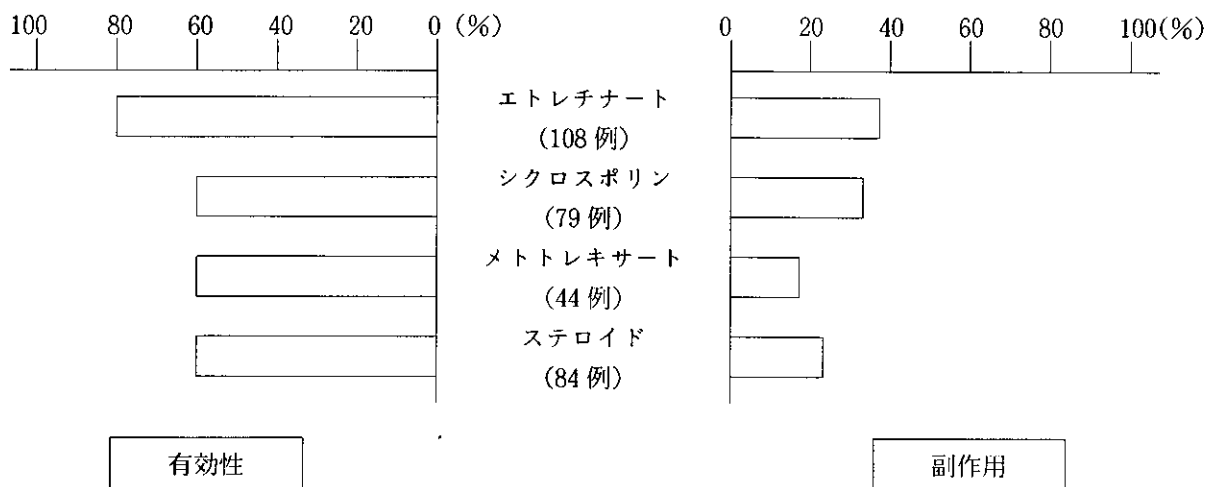 100 80 60 40 20 0 (%)
0 20 40 60 80 100(%)
エトレチナート
(108 例)
シクロスポリン
(79 例)
メトトレキサート
(44 例)
ステロイド
(84 例)
有効性
副作用